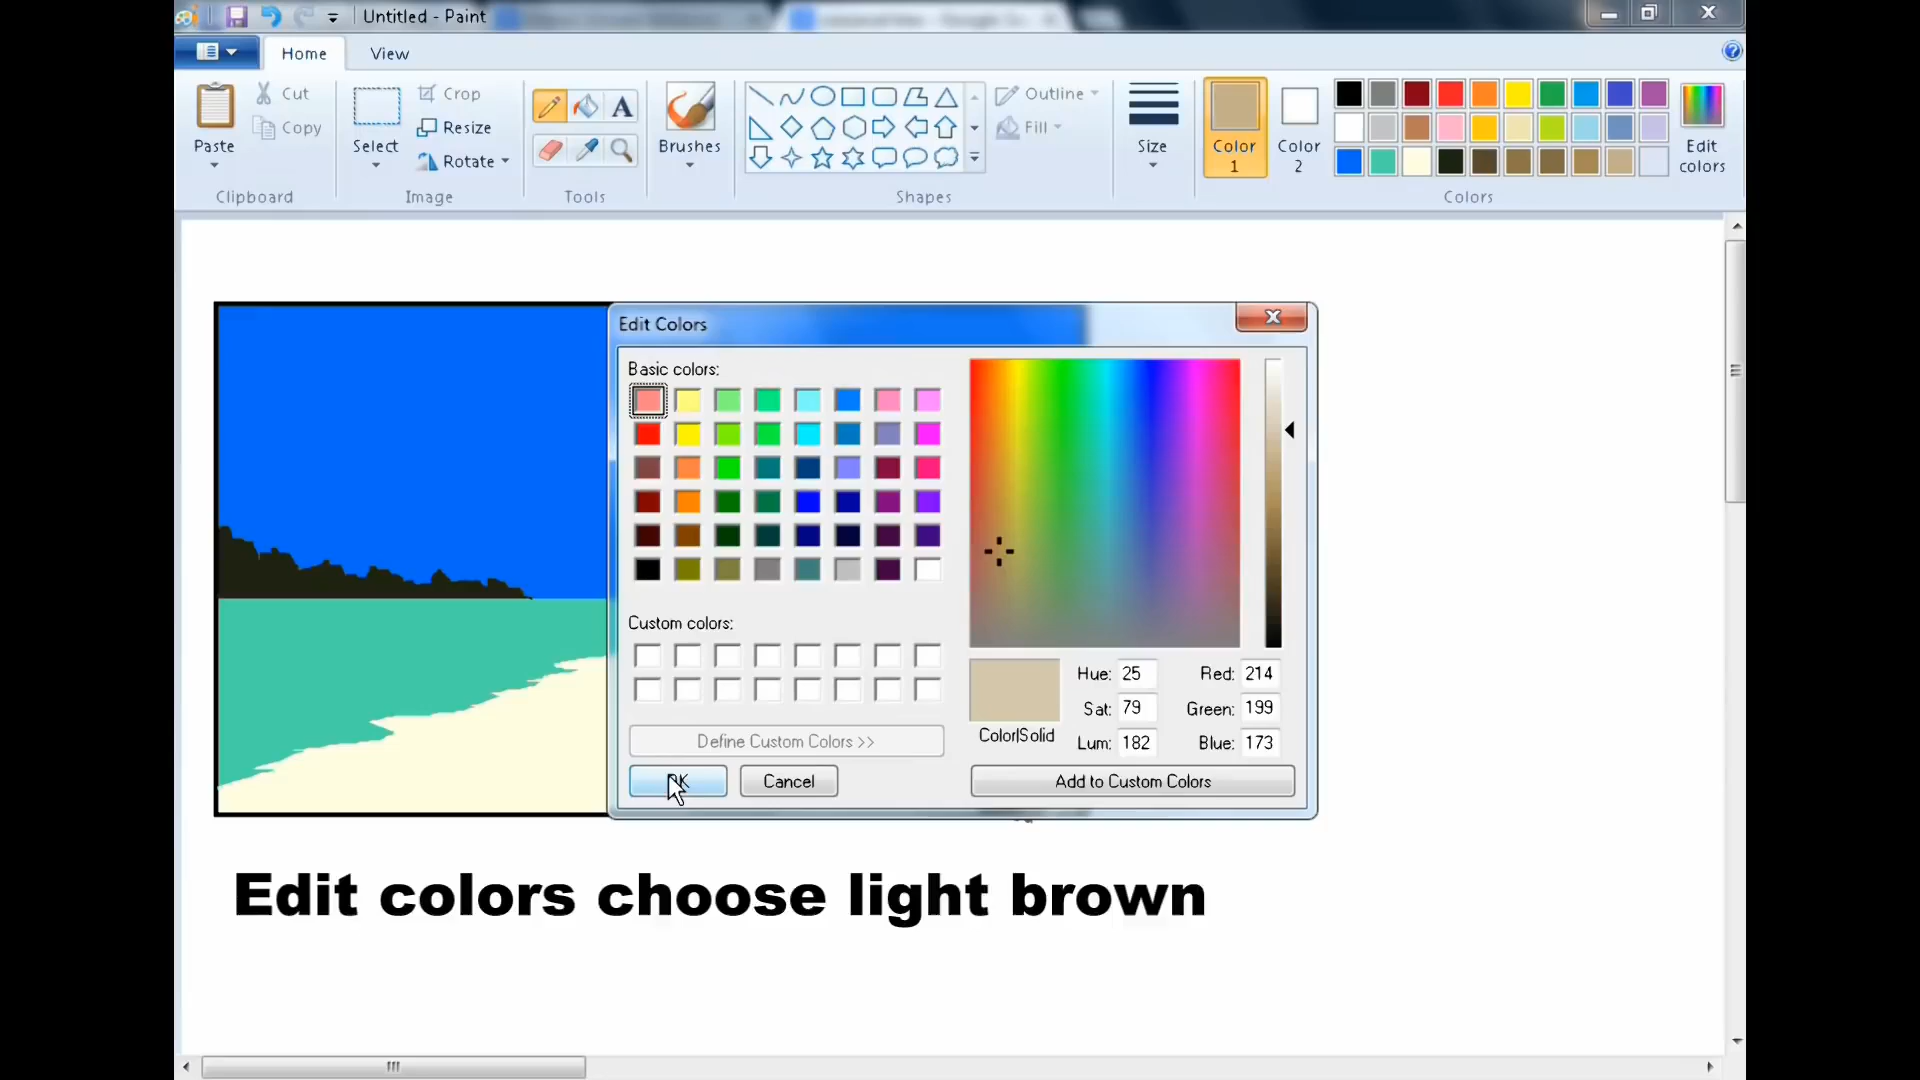 Untitled - Paint
Home
View
Paste
Cut
Copy
Clipboard
Select
Crop
Resize
Rotate
Image
A
Tools
Brushes
Outline
Fill
Shapes
Size
Color
1
Color
2
Edit
colors
Colors
Edit Colors
Basic colors:
Custom colors:
Define Custom Colors >>
OK
Cancel
Color|Solid
Hue: 25
Sat: 79
Lum: 182
Red: 214
Green: 199
Blue: 173
Add to Custom Colors
Edit colors choose light brown